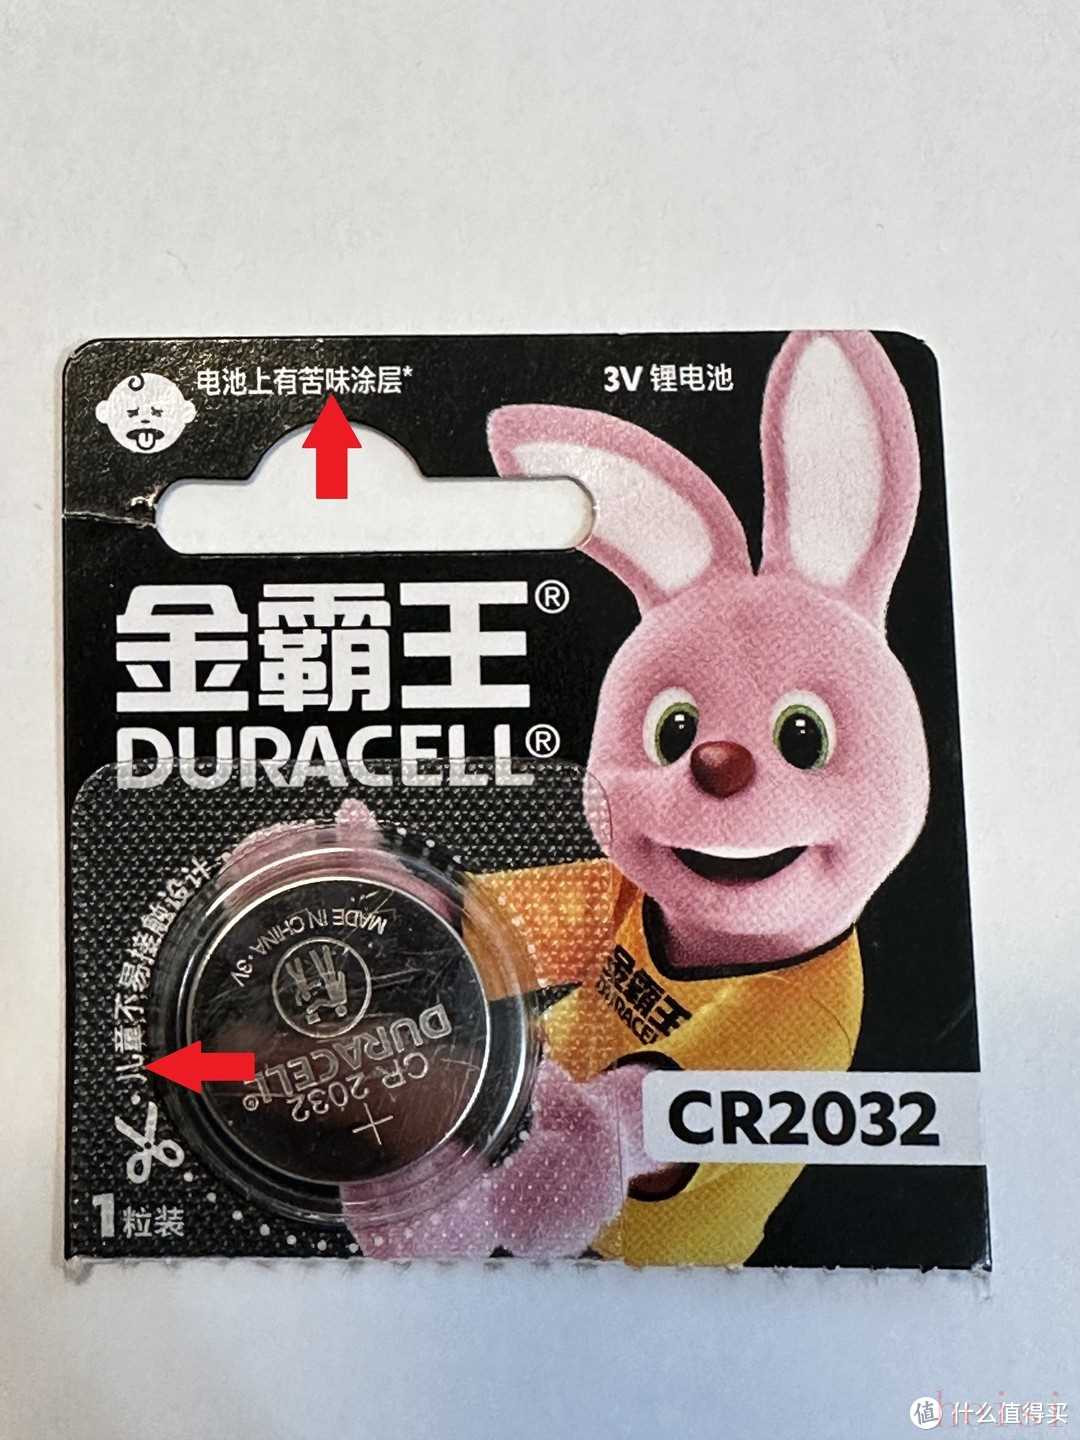 电池上有苦味涂层*
3V 锂电池
金霸王®
DURACELL®
儿童不易接触设计
MADE IN CHINA · 3V
DURACELL®
CR 2032
+
金霸王
DURACELL
CR2032
1粒装
值 什么值得买